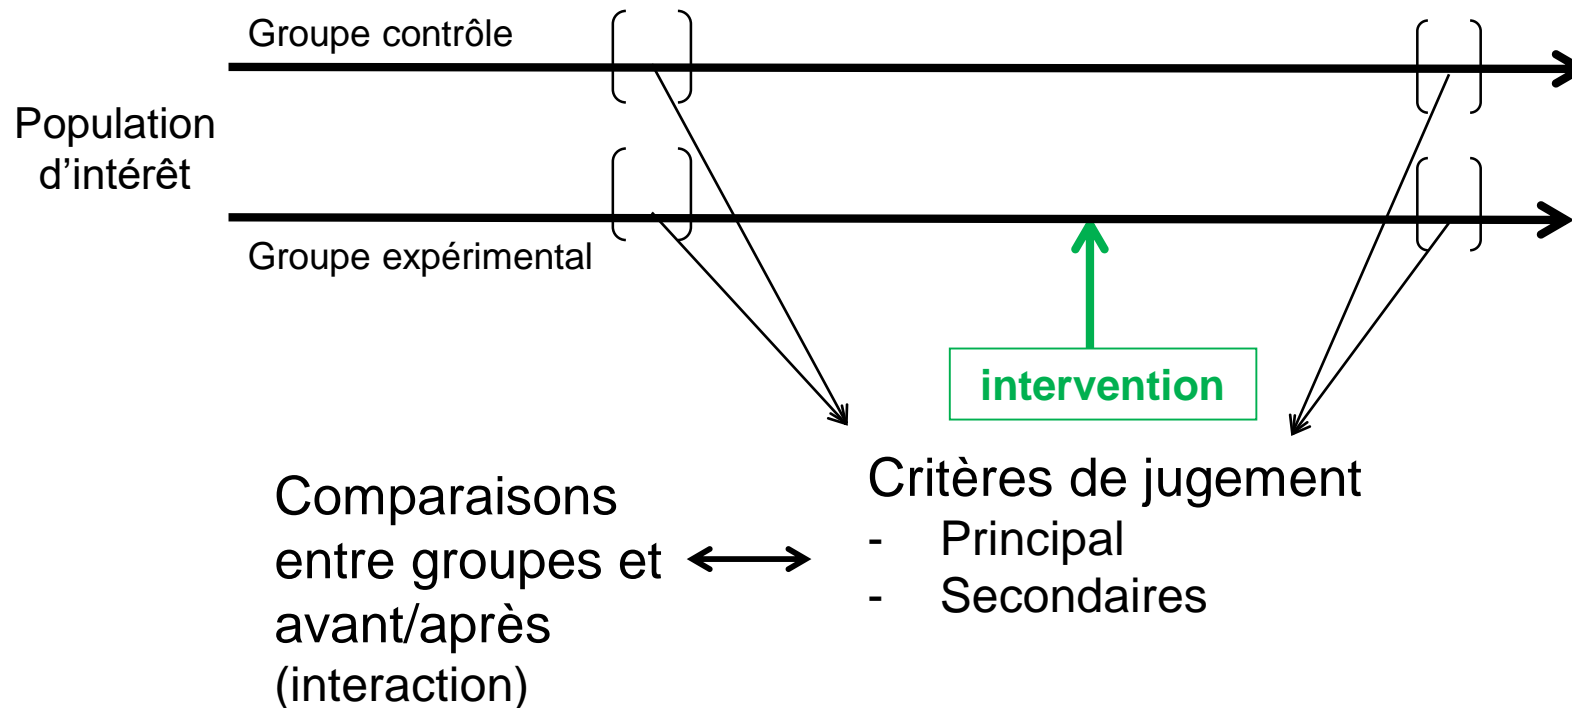 Groupe contrôle
Population
d’intérêt
Groupe expérimental
intervention
Critères de jugement
- Principal
- Secondaires
Comparaisons
entre groupes et
avant/après
(interaction)